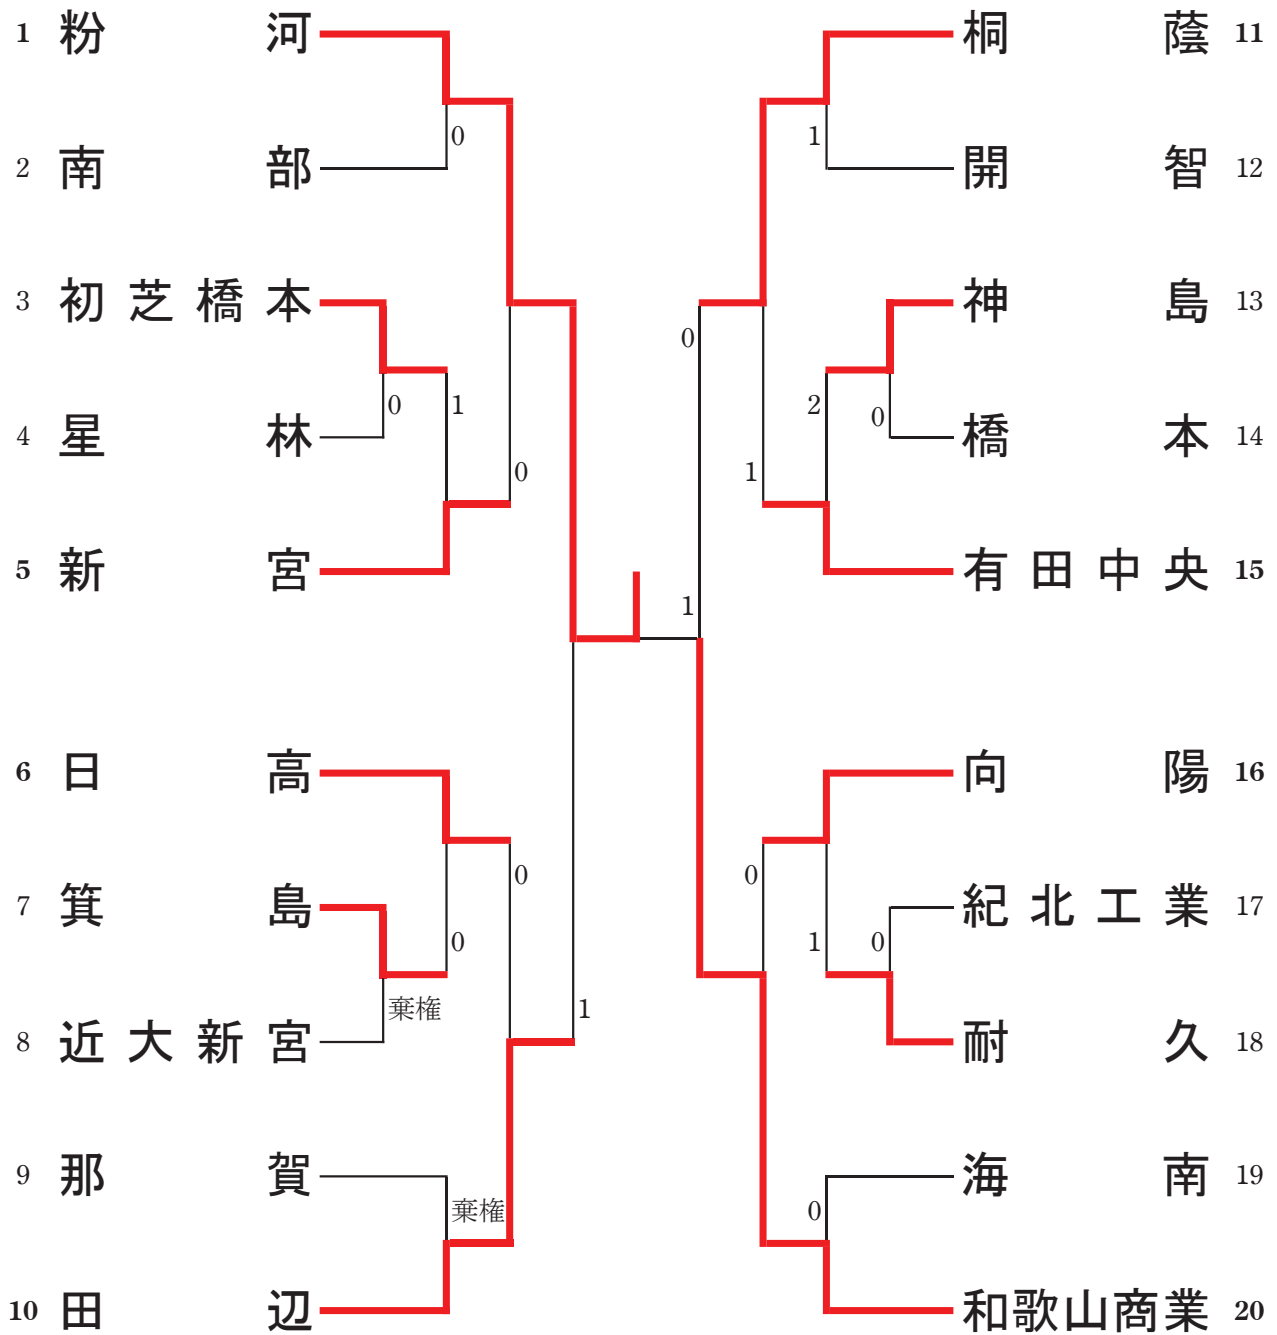 1 粉河 桐蔭 11
0 1
2 南部 開智 12
3 初芝橋本 神島 13
0
0 1 2 0
4 星林 橋本 14
0 1
5 新宮 有田中央 15
1
6 日高 向陽 16
0 0
7 箕島 紀北工業 17
0 1 0
棄権 1
8 近大新宮 耐久 18
9 那賀 海南 19
棄権 0
10 田辺 和歌山商業 20